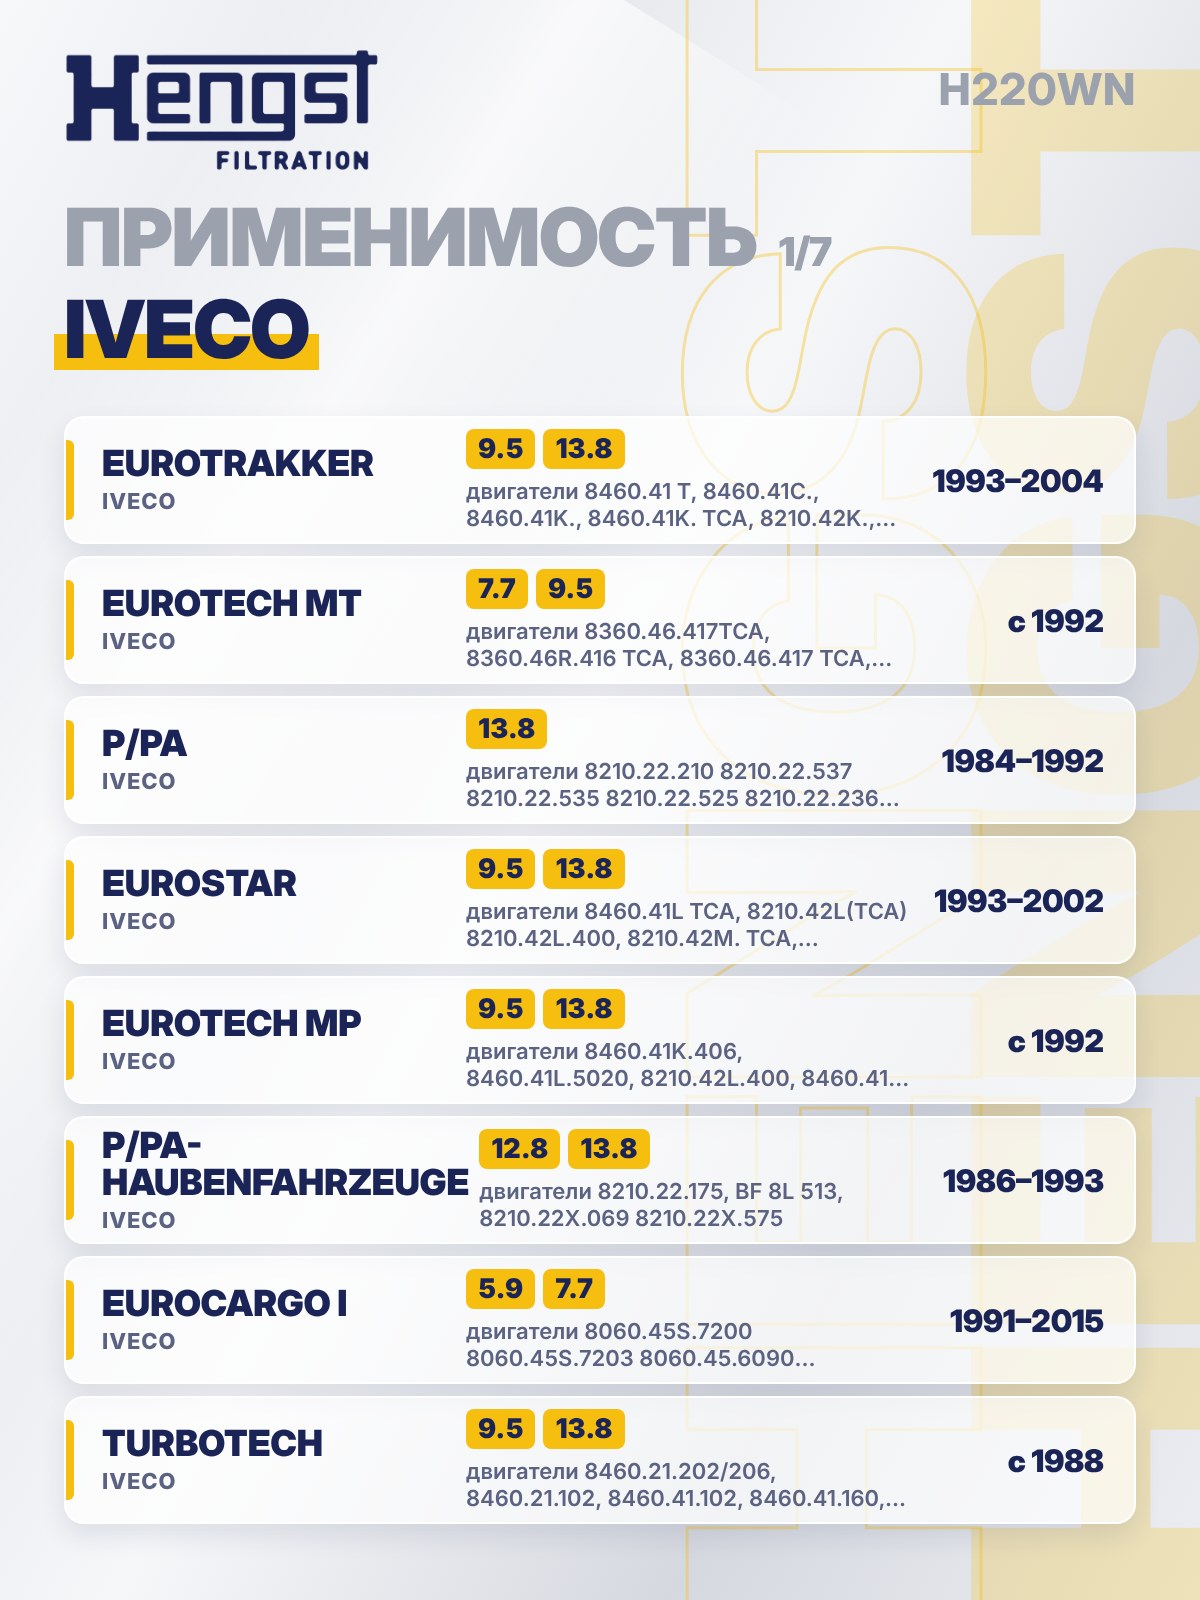 Hengst
FILTRATION
H220WN
ПРИМЕНИМОСТЬ 1/7
IVECO
EUROTRAKKER
IVECO
9.5 13.8
двигатели 8460.41 T, 8460.41C.,
8460.41K., 8460.41K. TCA, 8210.42K.,...
1993–2004
EUROTECH MT
IVECO
7.7 9.5
двигатели 8360.46.417TCA,
8360.46R.416 TCA, 8360.46.417 TCA,...
с 1992
P/PA
IVECO
13.8
двигатели 8210.22.210 8210.22.537
8210.22.535 8210.22.525 8210.22.236...
1984–1992
EUROSTAR
IVECO
9.5 13.8
двигатели 8460.41L TCA, 8210.42L(TCA)
8210.42L.400, 8210.42M. TCA,...
1993–2002
EUROTECH MP
IVECO
9.5 13.8
двигатели 8460.41K.406,
8460.41L.5020, 8210.42L.400, 8460.41...
с 1992
P/PA-
HAUBENFAHRZEUGE
IVECO
12.8 13.8
двигатели 8210.22.175, BF 8L 513,
8210.22X.069 8210.22X.575
1986–1993
EUROCARGO I
IVECO
5.9 7.7
двигатели 8060.45S.7200
8060.45S.7203 8060.45.6090...
1991–2015
TURBOTECH
IVECO
9.5 13.8
двигатели 8460.21.202/206,
8460.21.102, 8460.41.102, 8460.41.160,...
с 1988
HENGST
HENGST